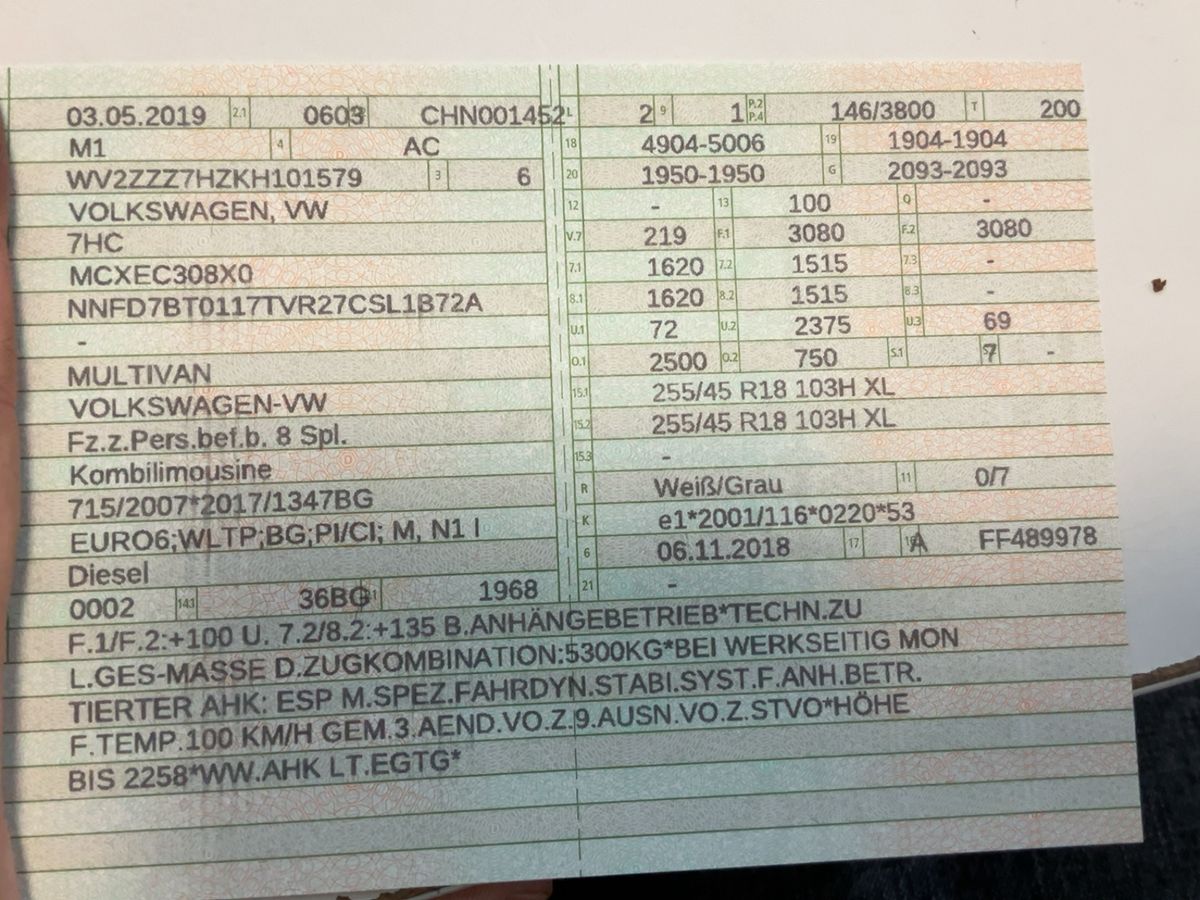 03.05.2019 2.1 0603 CHN001452 L 2 9 1 P.2 P.4 146/3800 T 200
M1 4 AC 18 4904-5006 19 1904-1904
WV2ZZZ7HZKH101579 3 6 20 1950-1950 G 2093-2093
VOLKSWAGEN, VW 12 - 13 100 Q -
7HC V.7 219 F.1 3080 F.2 3080
MCXEC308X0 7.1 1620 7.2 1515 7.3 -
NNFD7BT0117TVR27CSL1B72A 8.1 1620 8.2 1515 8.3 -
- U.1 72 U.2 2375 U.3 69
MULTIVAN O.1 2500 O.2 750 S.1 7 -
VOLKSWAGEN-VW 15.1 255/45 R18 103H XL
Fz.z.Pers.bef.b. 8 Spl. 15.2 255/45 R18 103H XL
Kombilimousine 15.3 -
715/2007*2017/1347BG R Weiß/Grau 11 0/7
EURO6;WLTP;BG;PI/CI; M, N1 I K e1*2001/116*0220*53
Diesel 6 06.11.2018 17 A FF489978
0002 14.1 36BG 1968 21 -
F.1/F.2:+100 U. 7.2/8.2:+135 B.ANHÄNGEBETRIEB*TECHN.ZU
L.GES-MASSE D.ZUGKOMBINATION:5300KG*BEI WERKSEITIG MON
TIERTER AHK: ESP M.SPEZ.FAHRDYN.STABI.SYST.F.ANH.BETR.
F.TEMP.100 KM/H GEM.3.AEND.VO.Z.9.AUSN.VO.Z.STVO*HÖHE
BIS 2258*WW.AHK LT.EGTG*